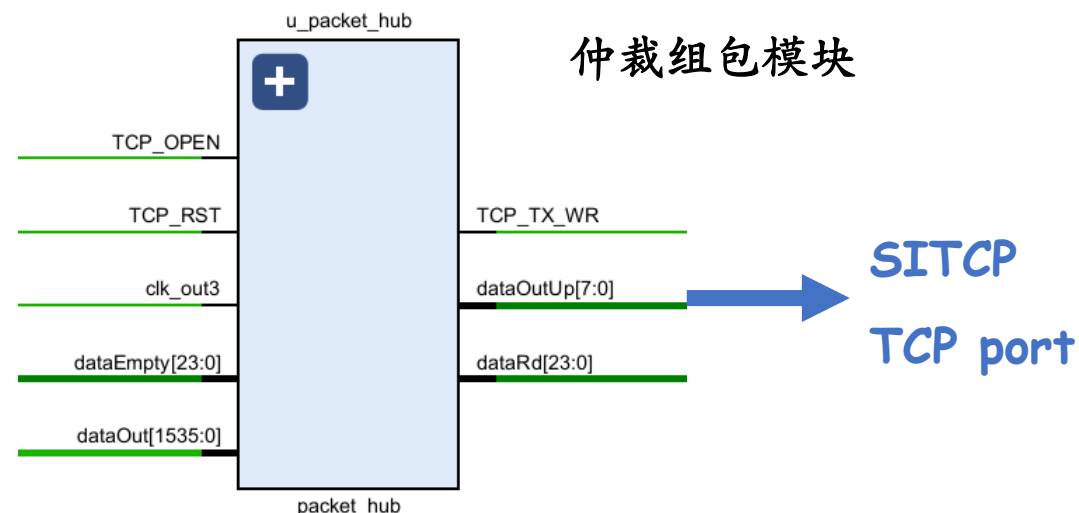 u_packet_hub
仲裁组包模块
TCP_OPEN
TCP_RST
TCP_TX_WR
clk_out3
dataOutUp[7:0]
dataEmpty[23:0]
dataRd[23:0]
dataOut[1535:0]
packet_hub
SITCP
TCP port